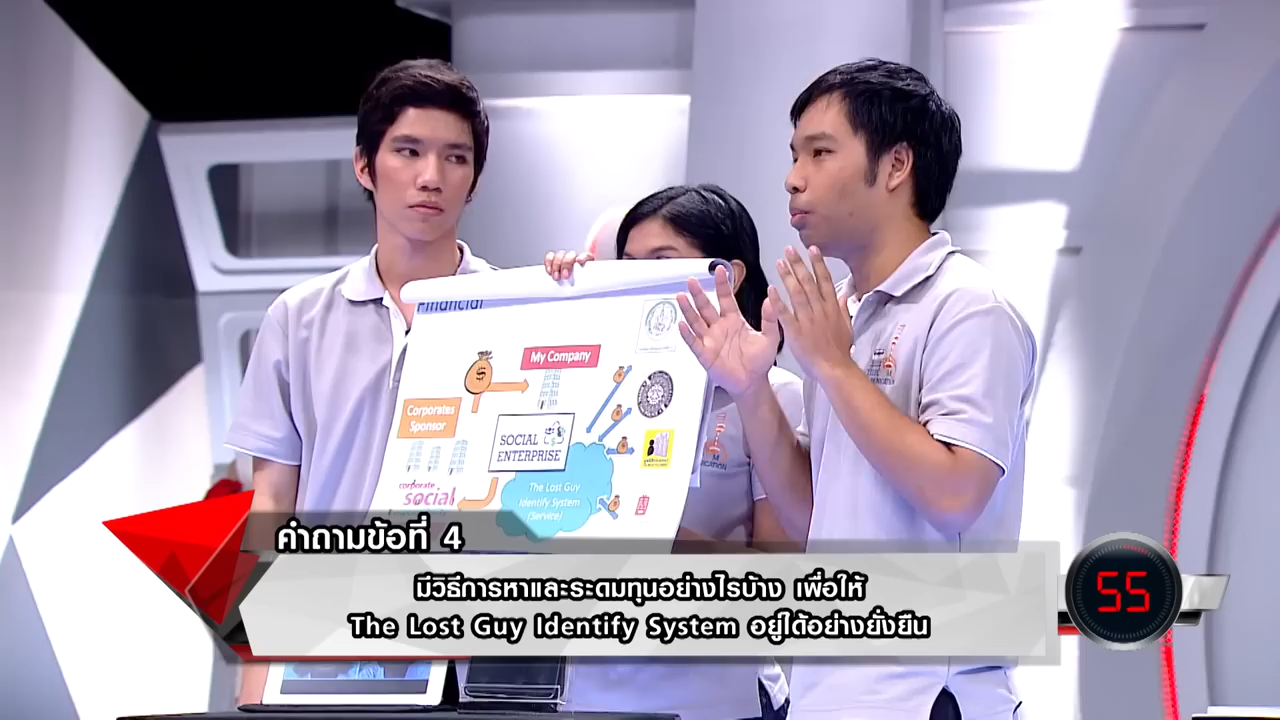 Financial
My Company
$
Corporates
Sponsor
SOCIAL
ENTERPRISE
The Lost Guy
Identify System
(Service)
corporate
social
คำถามข้อที่ 4
มีวิธีการหาและระดมทุนอย่างไรบ้าง เพื่อให้
The Lost Guy Identify System อยู่ได้อย่างยั่งยืน
55